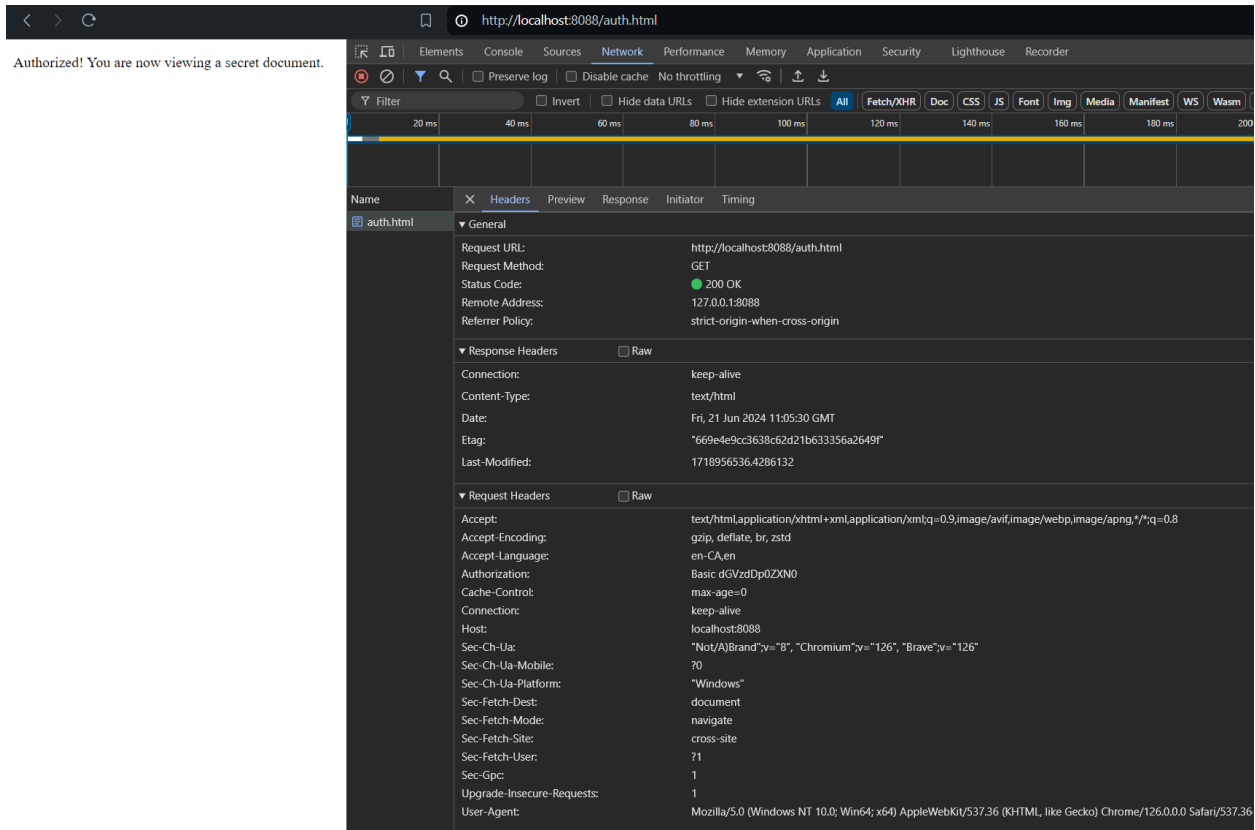 http://localhost:8088/auth.html
Authorized! You are now viewing a secret document.
Elements Console Sources Network Performance Memory Application Security Lighthouse Recorder
Preserve log Disable cache No throttling
Filter Invert Hide data URLs Hide extension URLs All Fetch/XHR Doc CSS JS Font Img Media Manifest WS Wasm
20 ms 40 ms 60 ms 80 ms 100 ms 120 ms 140 ms 160 ms 180 ms 200
Name Headers Preview Response Initiator Timing
auth.html
General
Request URL: http://localhost:8088/auth.html
Request Method: GET
Status Code: 200 OK
Remote Address: 127.0.0.1:8088
Referrer Policy: strict-origin-when-cross-origin
Response Headers Raw
Connection: keep-alive
Content-Type: text/html
Date: Fri, 21 Jun 2024 11:05:30 GMT
Etag: "669e4e9cc3638c62d21b633356a2649f"
Last-Modified: 1718956536.4286132
Request Headers Raw
Accept: text/html,application/xhtml+xml,application/xml;q=0.9,image/avif,image/webp,image/apng,*/*;q=0.8
Accept-Encoding: gzip, deflate, br, zstd
Accept-Language: en-CA,en
Authorization: Basic dGVzdDp0ZXN0
Cache-Control: max-age=0
Connection: keep-alive
Host: localhost:8088
Sec-Ch-Ua: "Not/A)Brand";v="8", "Chromium";v="126", "Brave";v="126"
Sec-Ch-Ua-Mobile: ?0
Sec-Ch-Ua-Platform: "Windows"
Sec-Fetch-Dest: document
Sec-Fetch-Mode: navigate
Sec-Fetch-Site: cross-site
Sec-Fetch-User: ?1
Sec-Gpc: 1
Upgrade-Insecure-Requests: 1
User-Agent: Mozilla/5.0 (Windows NT 10.0; Win64; x64) AppleWebKit/537.36 (KHTML, like Gecko) Chrome/126.0.0.0 Safari/537.36